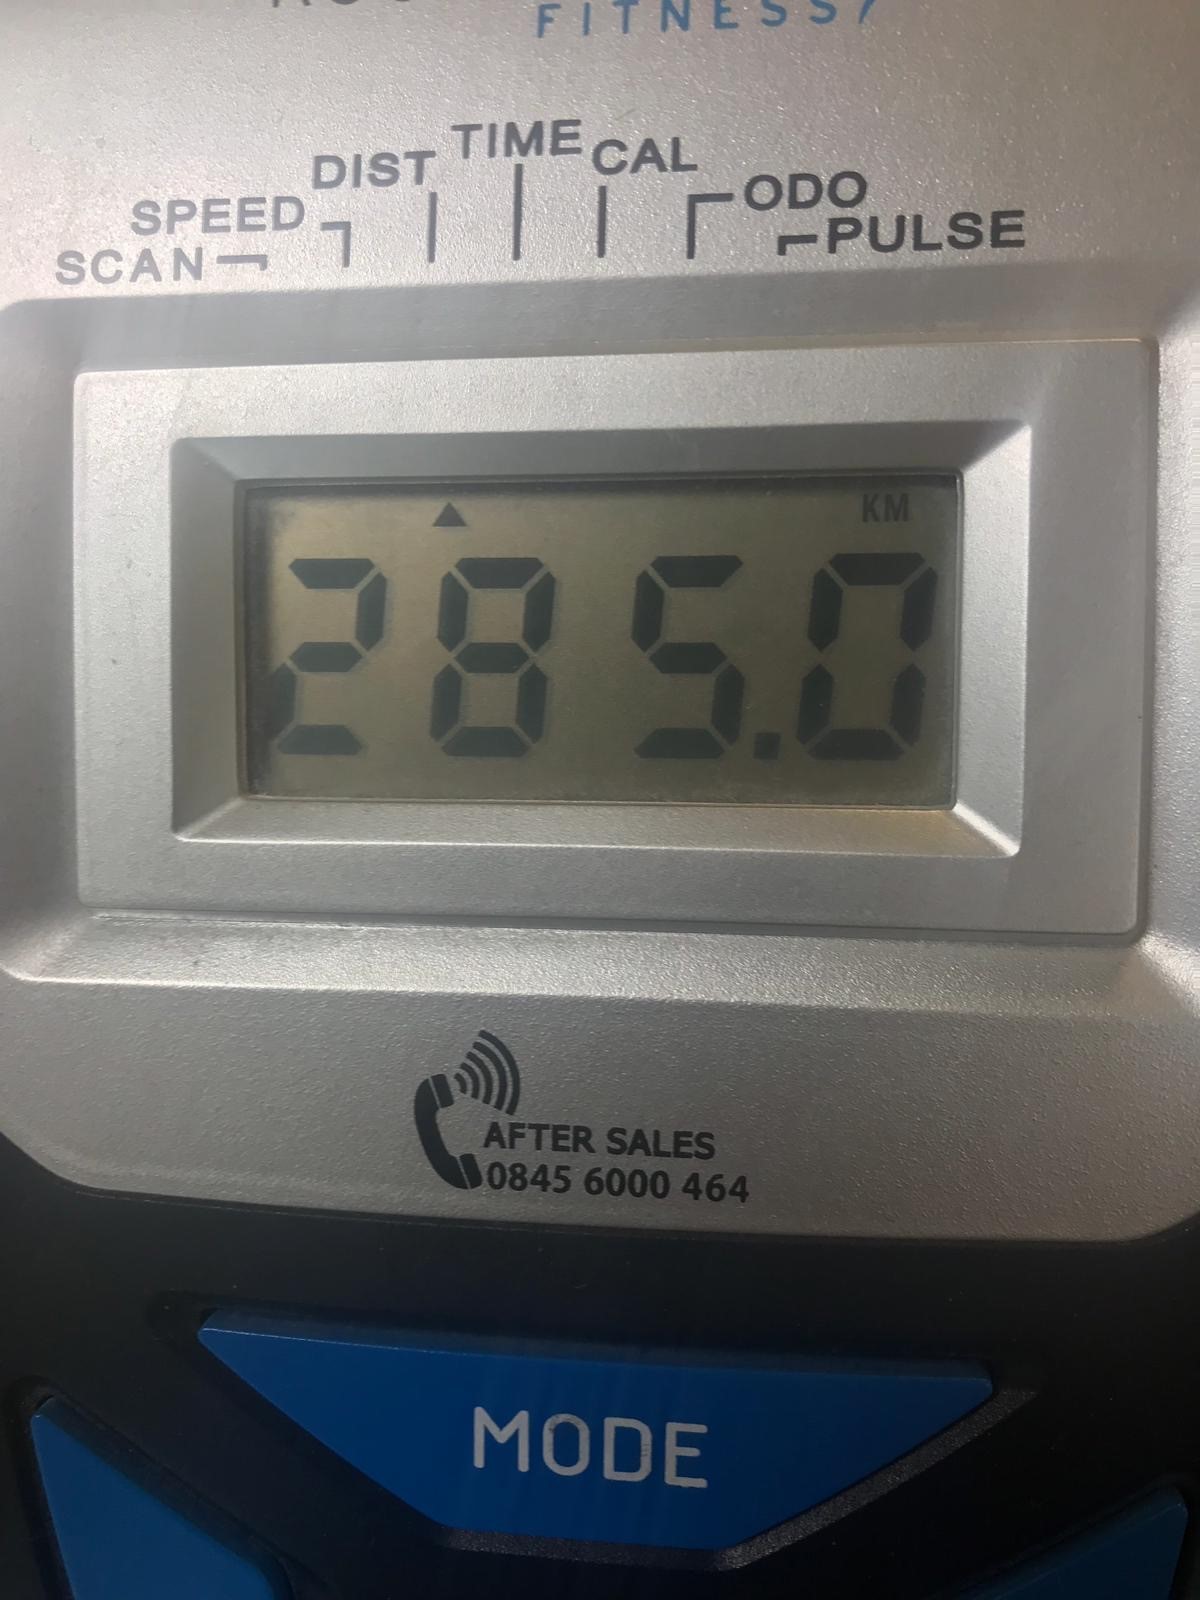 FITNESS
TIME
DIST
CAL
SPEED
ODO
SCAN
PULSE
KM
285.0
AFTER SALES
0845 6000 464
MODE